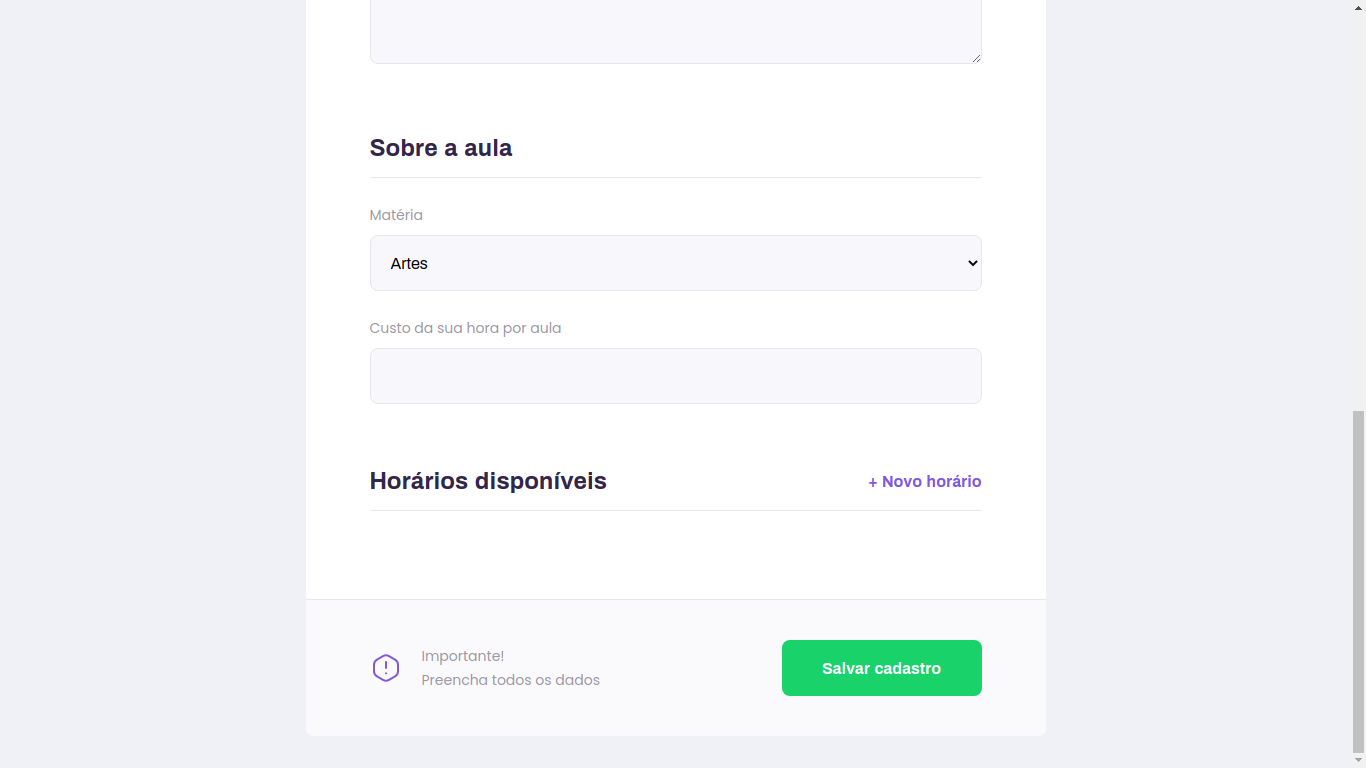 Sobre a aula
Matéria
Artes
Custo da sua hora por aula
Horários disponíveis
+ Novo horário
Importante!
Preencha todos os dados
Salvar cadastro